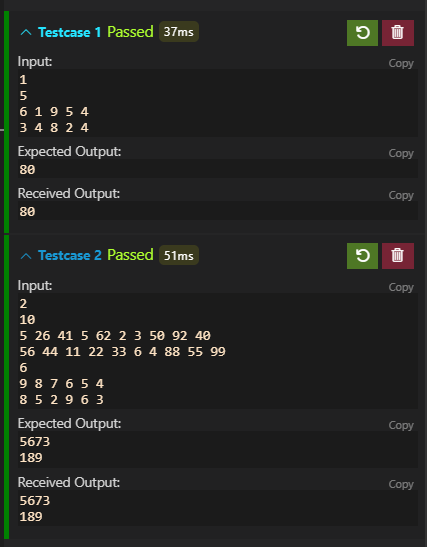 Testcase 1 Passed 37ms
Input:
Copy
1
5
6 1 9 5 4
3 4 8 2 4
Expected Output:
Copy
80
Received Output:
Copy
80
Testcase 2 Passed 51ms
Input:
Copy
2
10
5 26 41 5 62 2 3 50 92 40
56 44 11 22 33 6 4 88 55 99
6
9 8 7 6 5 4
8 5 2 9 6 3
Expected Output:
Copy
5673
189
Received Output:
Copy
5673
189